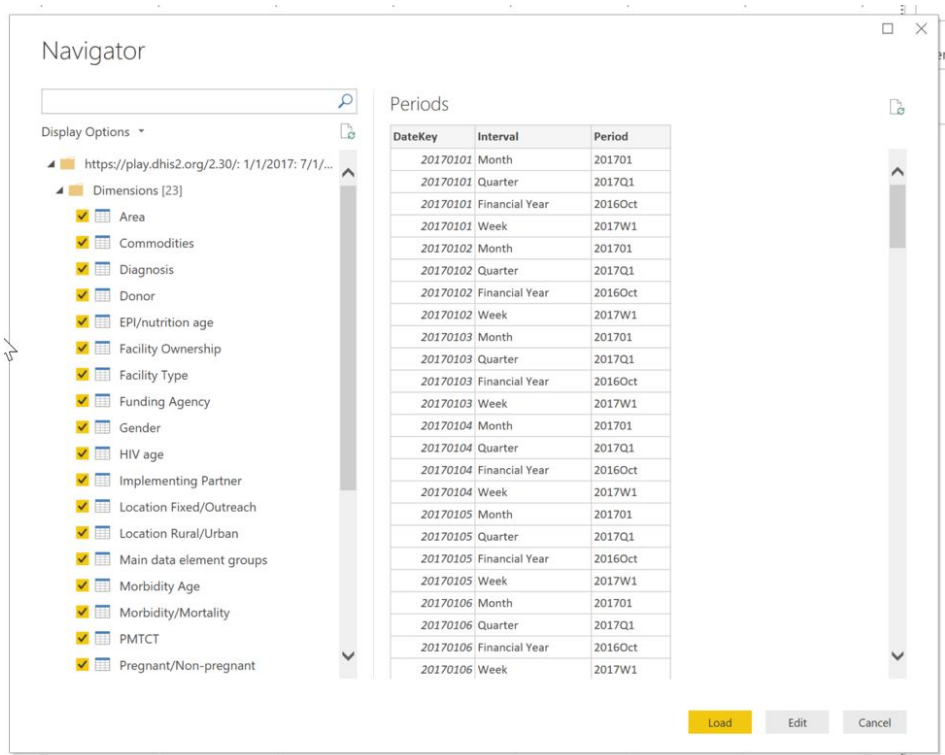 Navigator
Display Options
https://play.dhis2.org/2.30/: 1/1/2017: 7/1/...
Dimensions [23]
Area
Commodities
Diagnosis
Donor
EPI/nutrition age
Facility Ownership
Facility Type
Funding Agency
Gender
HIV age
Implementing Partner
Location Fixed/Outreach
Location Rural/Urban
Main data element groups
Morbidity Age
Morbidity/Mortality
PMTCT
Pregnant/Non-pregnant
Periods
DateKey Interval Period
20170101 Month 201701
20170101 Quarter 2017Q1
20170101 Financial Year 2016Oct
20170101 Week 2017W1
20170102 Month 201701
20170102 Quarter 2017Q1
20170102 Financial Year 2016Oct
20170102 Week 2017W1
20170103 Month 201701
20170103 Quarter 2017Q1
20170103 Financial Year 2016Oct
20170103 Week 2017W1
20170104 Month 201701
20170104 Quarter 2017Q1
20170104 Financial Year 2016Oct
20170104 Week 2017W1
20170105 Month 201701
20170105 Quarter 2017Q1
20170105 Financial Year 2016Oct
20170105 Week 2017W1
20170106 Month 201701
20170106 Quarter 2017Q1
20170106 Financial Year 2016Oct
20170106 Week 2017W1
Load Edit Cancel